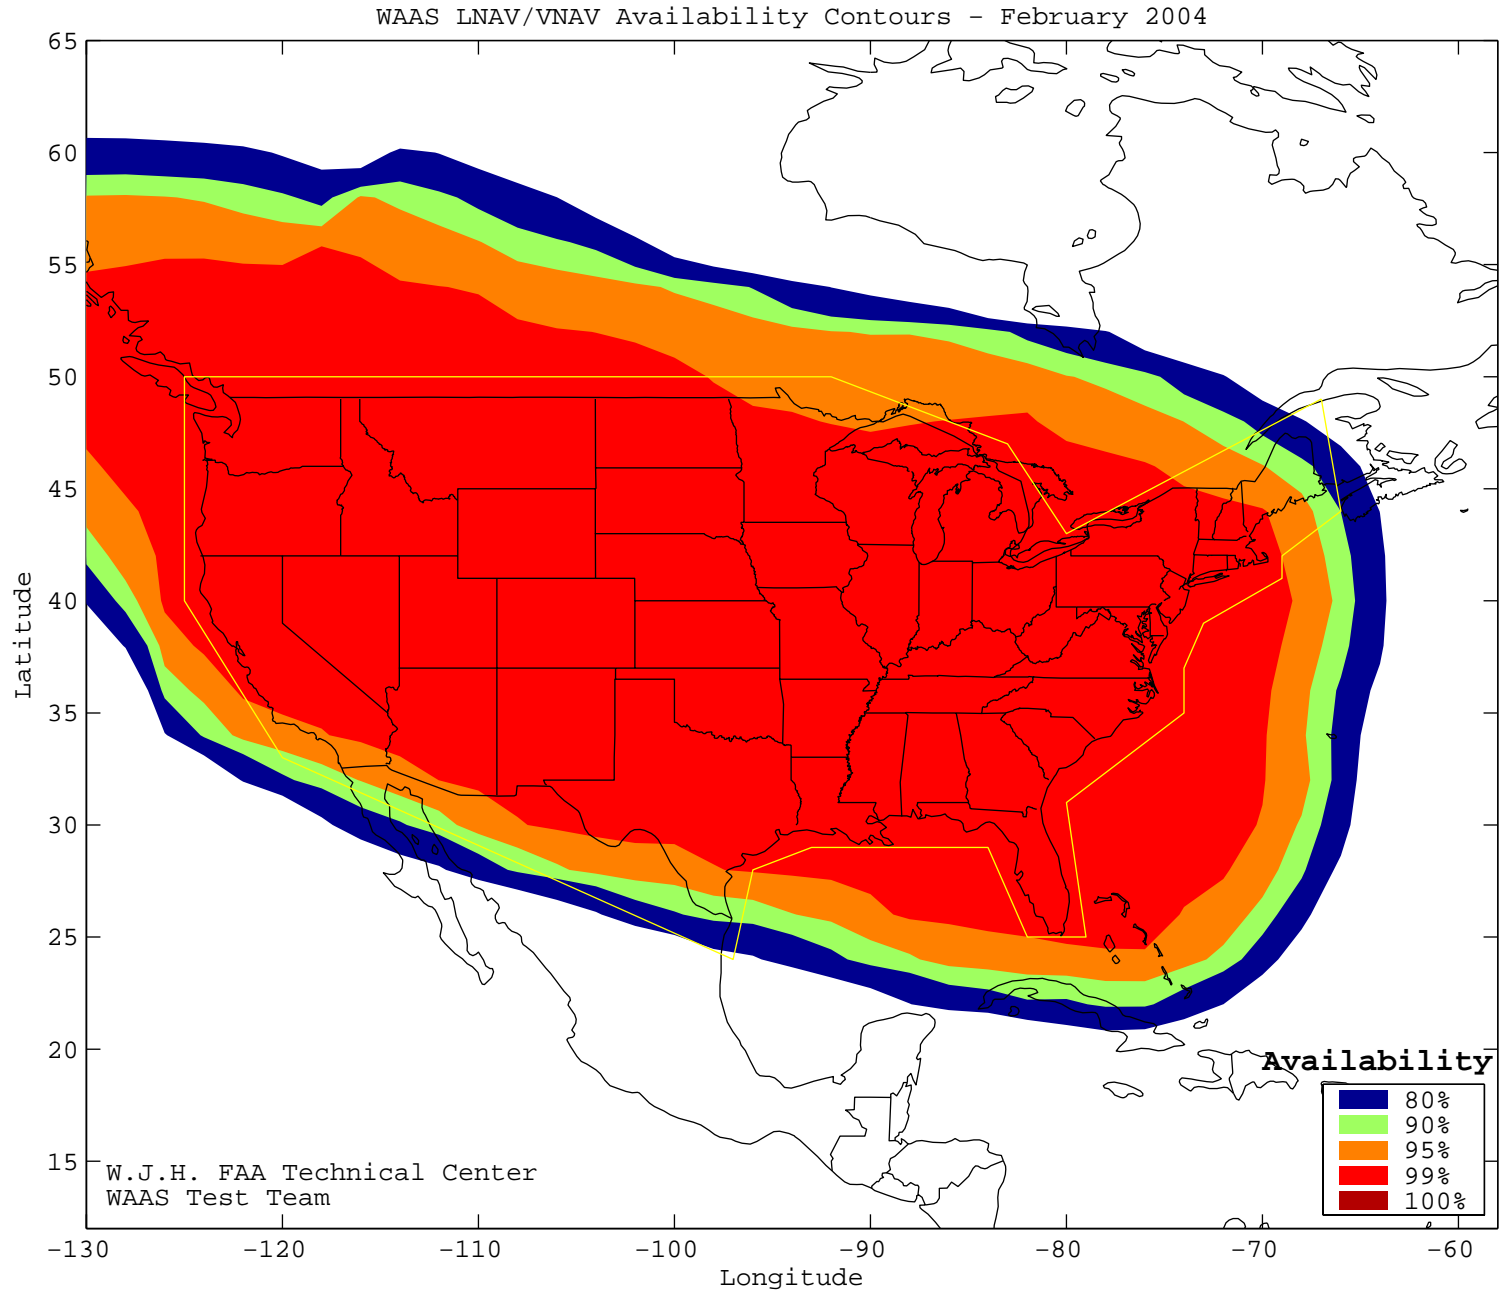 WAAS LNAV/VNAV Availability Contours - February 2004
65
60
55
50
45
40
35
30
25
20
15
Latitude
-130 -120 -110 -100 -90 -80 -70 -60
Longitude
W.J.H. FAA Technical Center
WAAS Test Team
Availability
80%
90%
95%
99%
100%